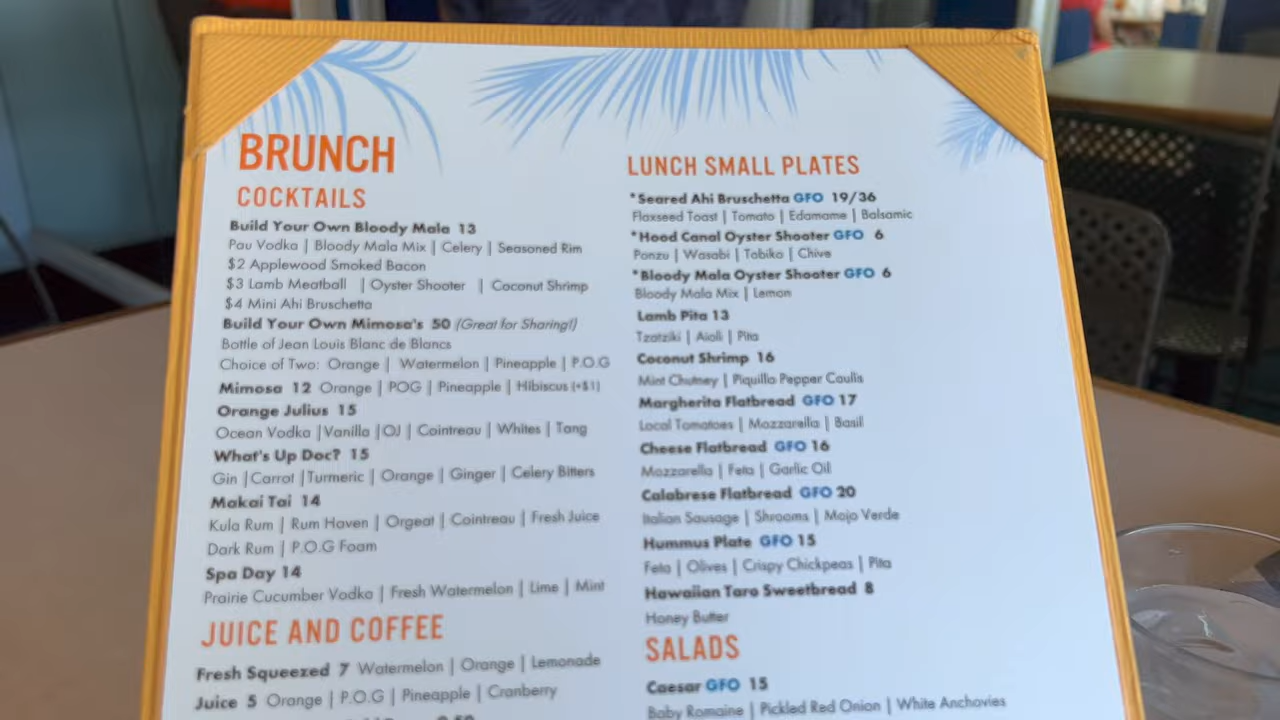 BRUNCH
COCKTAILS
Build Your Own Bloody Mala 13
Pau Vodka | Bloody Mala Mix | Celery | Seasoned Rim
$2 Applewood Smoked Bacon
$3 Lamb Meatball | Oyster Shooter | Coconut Shrimp
$4 Mini Ahi Bruschetta
Build Your Own Mimosa's 50 (Great for Sharing!)
Bottle of Jean Louis Blanc de Blancs
Choice of Two: Orange | Watermelon | Pineapple | P.O.G
Mimosa 12 Orange | POG | Pineapple | Hibiscus (+$1)
Orange Julius 15
Ocean Vodka |Vanilla |OJ | Cointreau | Whites | Tang
What's Up Doc? 15
Gin |Carrot |Turmeric | Orange | Ginger | Celery Bitters
Makai Tai 14
Kula Rum | Rum Haven | Orgeat | Cointreau | Fresh Juice
Dark Rum | P.O.G Foam
Spa Day 14
Prairie Cucumber Vodka | Fresh Watermelon | Lime | Mint
JUICE AND COFFEE
Fresh Squeezed 7 Watermelon | Orange | Lemonade
Juice 5 Orange | P.O.G | Pineapple | Cranberry
LUNCH SMALL PLATES
*Seared Ahi Bruschetta GFO 19/36
Flaxseed Toast | Tomato | Edamame | Balsamic
*Hood Canal Oyster Shooter GFO 6
Ponzu | Wasabi | Tobiko | Chive
*Bloody Mala Oyster Shooter GFO 6
Bloody Mala Mix | Lemon
Lamb Pita 13
Tzatziki | Aioli | Pita
Coconut Shrimp 16
Mint Chutney | Piquillo Pepper Coulis
Margherita Flatbread GFO 17
Local Tomatoes | Mozzarella | Basil
Cheese Flatbread GFO 16
Mozzarella | Feta | Garlic Oil
Calabrese Flatbread GFO 20
Italian Sausage | Shrooms | Mojo Verde
Hummus Plate GFO 15
Feta | Olives | Crispy Chickpeas | Pita
Hawaiian Taro Sweetbread 8
Honey Butter
SALADS
Caesar GFO 15
Baby Romaine | Pickled Red Onion | White Anchovies